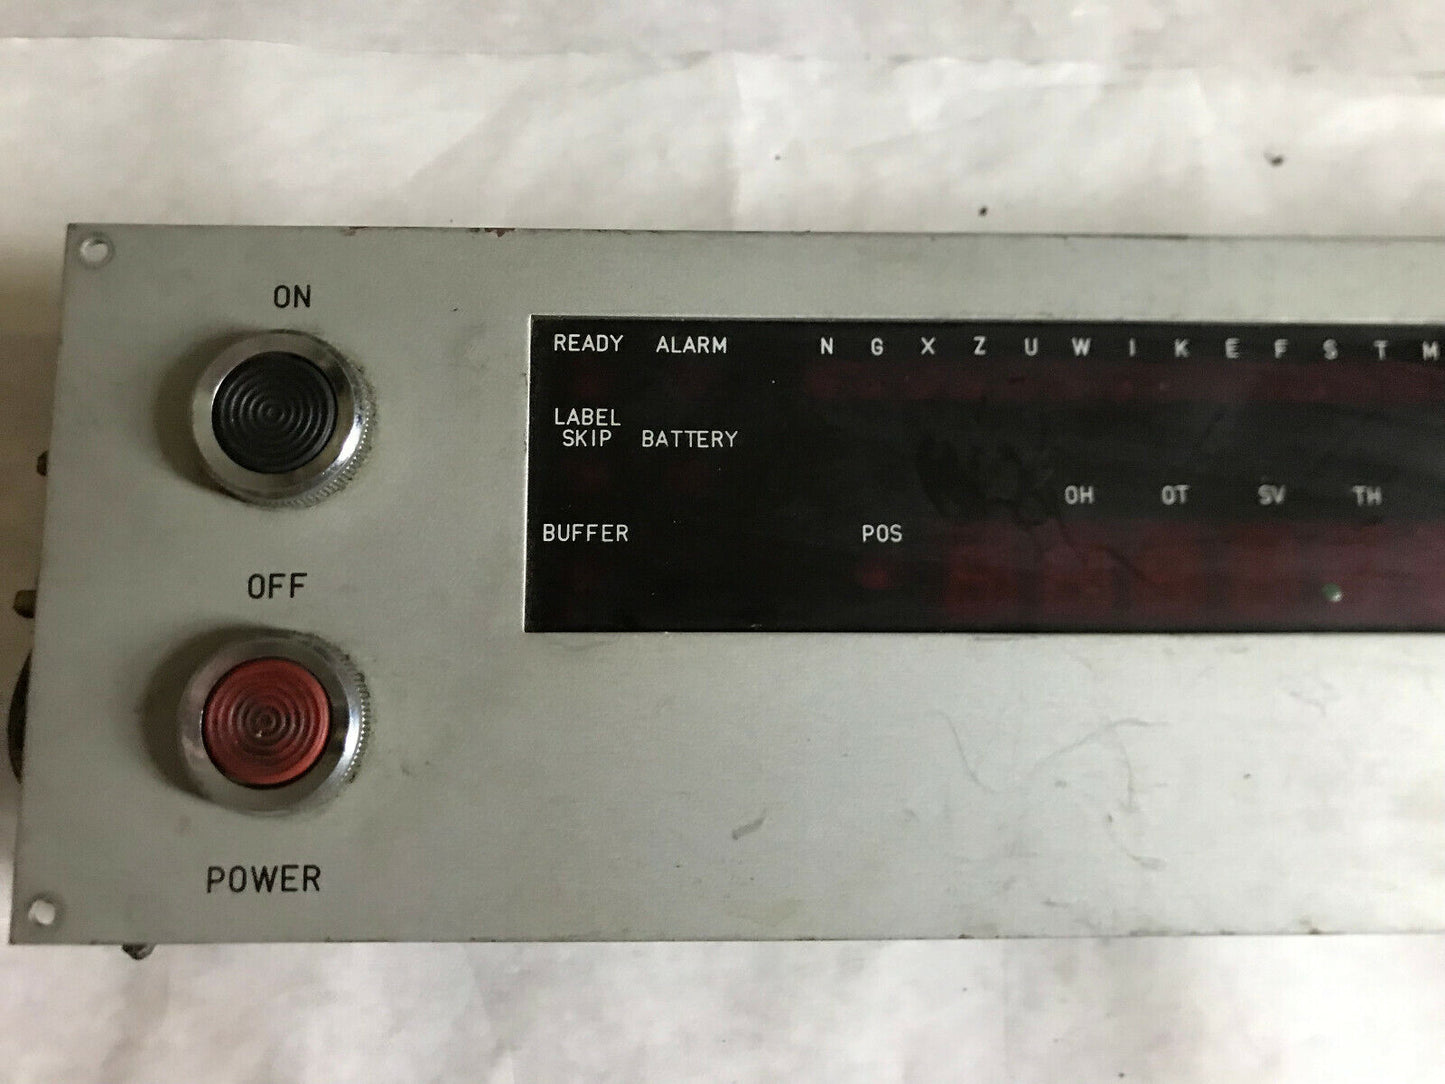 ON
READY ALARM N G X Z U W I K E F S T M
LABEL
SKIP BATTERY
OH OT SV TH
BUFFER POS
OFF
POWER